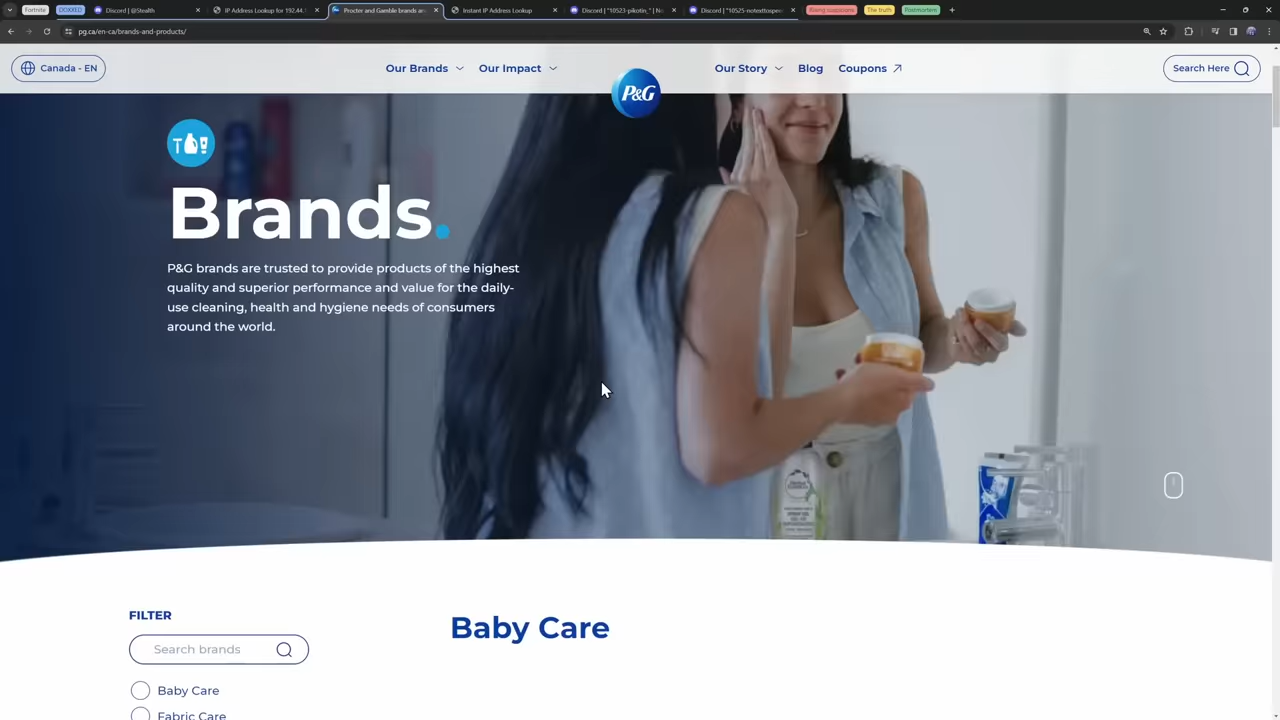 Fortnite
DOXXED
Discord | @Stealth
IP Address Lookup for 192.44.
Procter and Gamble brands an
Instant IP Address Lookup
Discord | "10523-pikotin_" | No
Discord | "10525-notexttospee
Rising suspicions
The truth
Postmortem
pg.ca/en-ca/brands-and-products/
Canada - EN
Our Brands
Our Impact
P&G
Our Story
Blog
Coupons
Search Here
Brands.
P&G brands are trusted to provide products of the highest
quality and superior performance and value for the daily-
use cleaning, health and hygiene needs of consumers
around the world.
FILTER
Baby Care
Search brands
Baby Care
Fabric Care